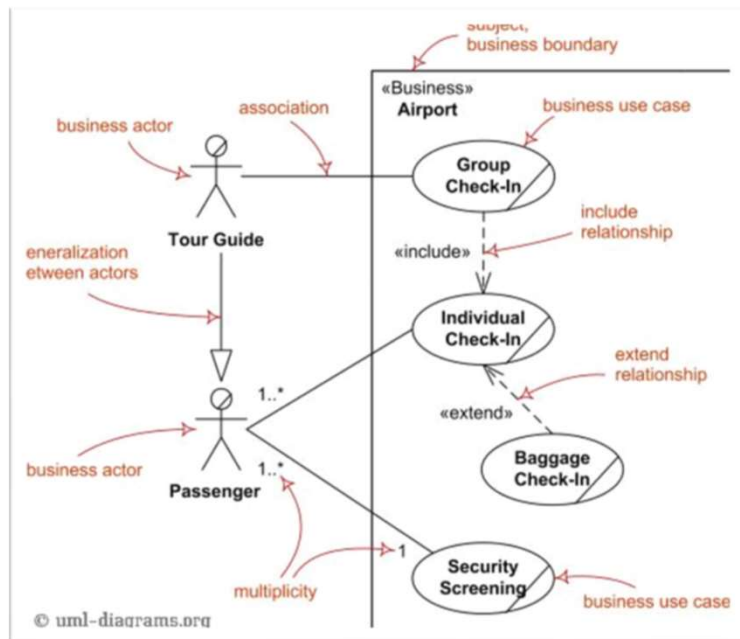 subject,
business boundary
«Business»
Airport
association
business use case
business actor
Group
Check-In
include
relationship
«include»
Tour Guide
eneralization
etween actors
Individual
Check-In
extend
relationship
1..*
«extend»
Baggage
Check-In
business actor
1..*
Passenger
1
multiplicity
Security
Screening
business use case
© uml-diagrams.org